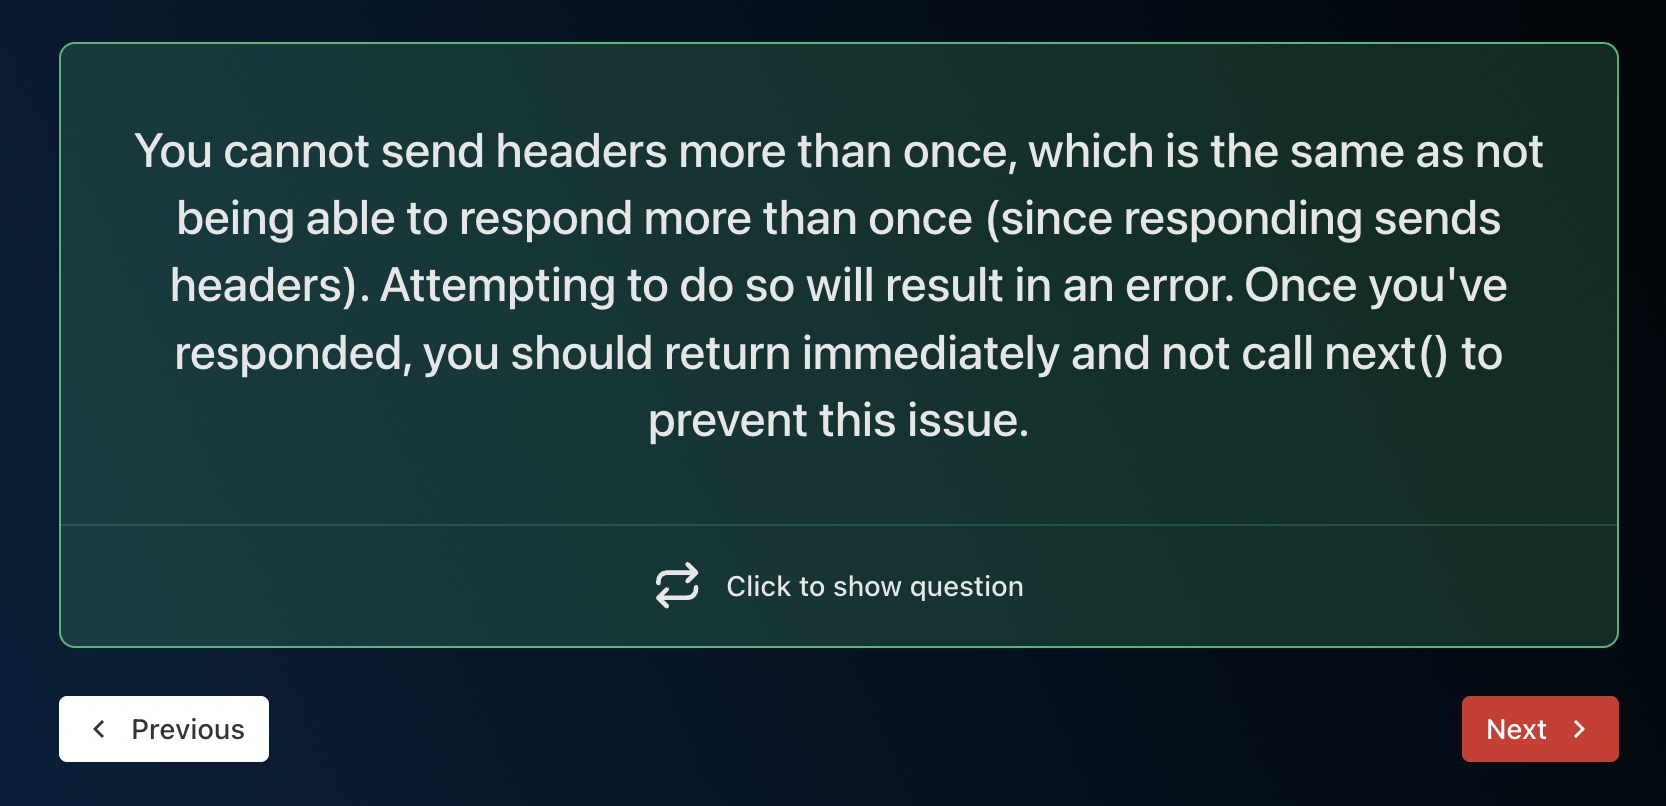 You cannot send headers more than once, which is the same as not
being able to respond more than once (since responding sends
headers). Attempting to do so will result in an error. Once you've
responded, you should return immediately and not call next() to
prevent this issue.
Click to show question
Previous
Next